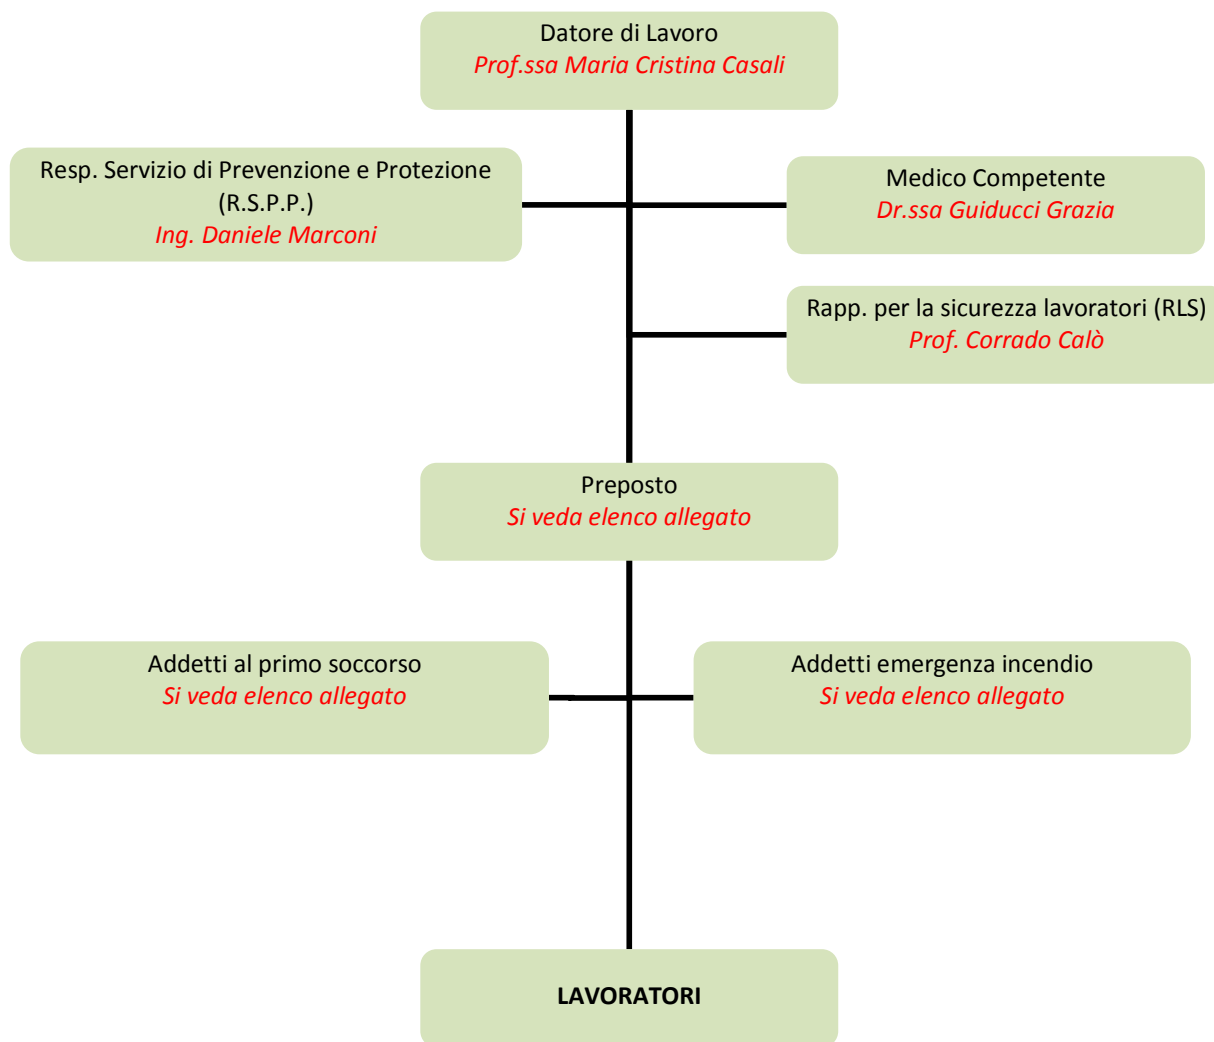 Datore di Lavoro
Prof.ssa Maria Cristina Casali
Resp. Servizio di Prevenzione e Protezione
(R.S.P.P.)
Ing. Daniele Marconi
Medico Competente
Dr.ssa Guiducci Grazia
Rapp. per la sicurezza lavoratori (RLS)
Prof. Corrado Calò
Preposto
Si veda elenco allegato
Addetti al primo soccorso
Si veda elenco allegato
Addetti emergenza incendio
Si veda elenco allegato
LAVORATORI